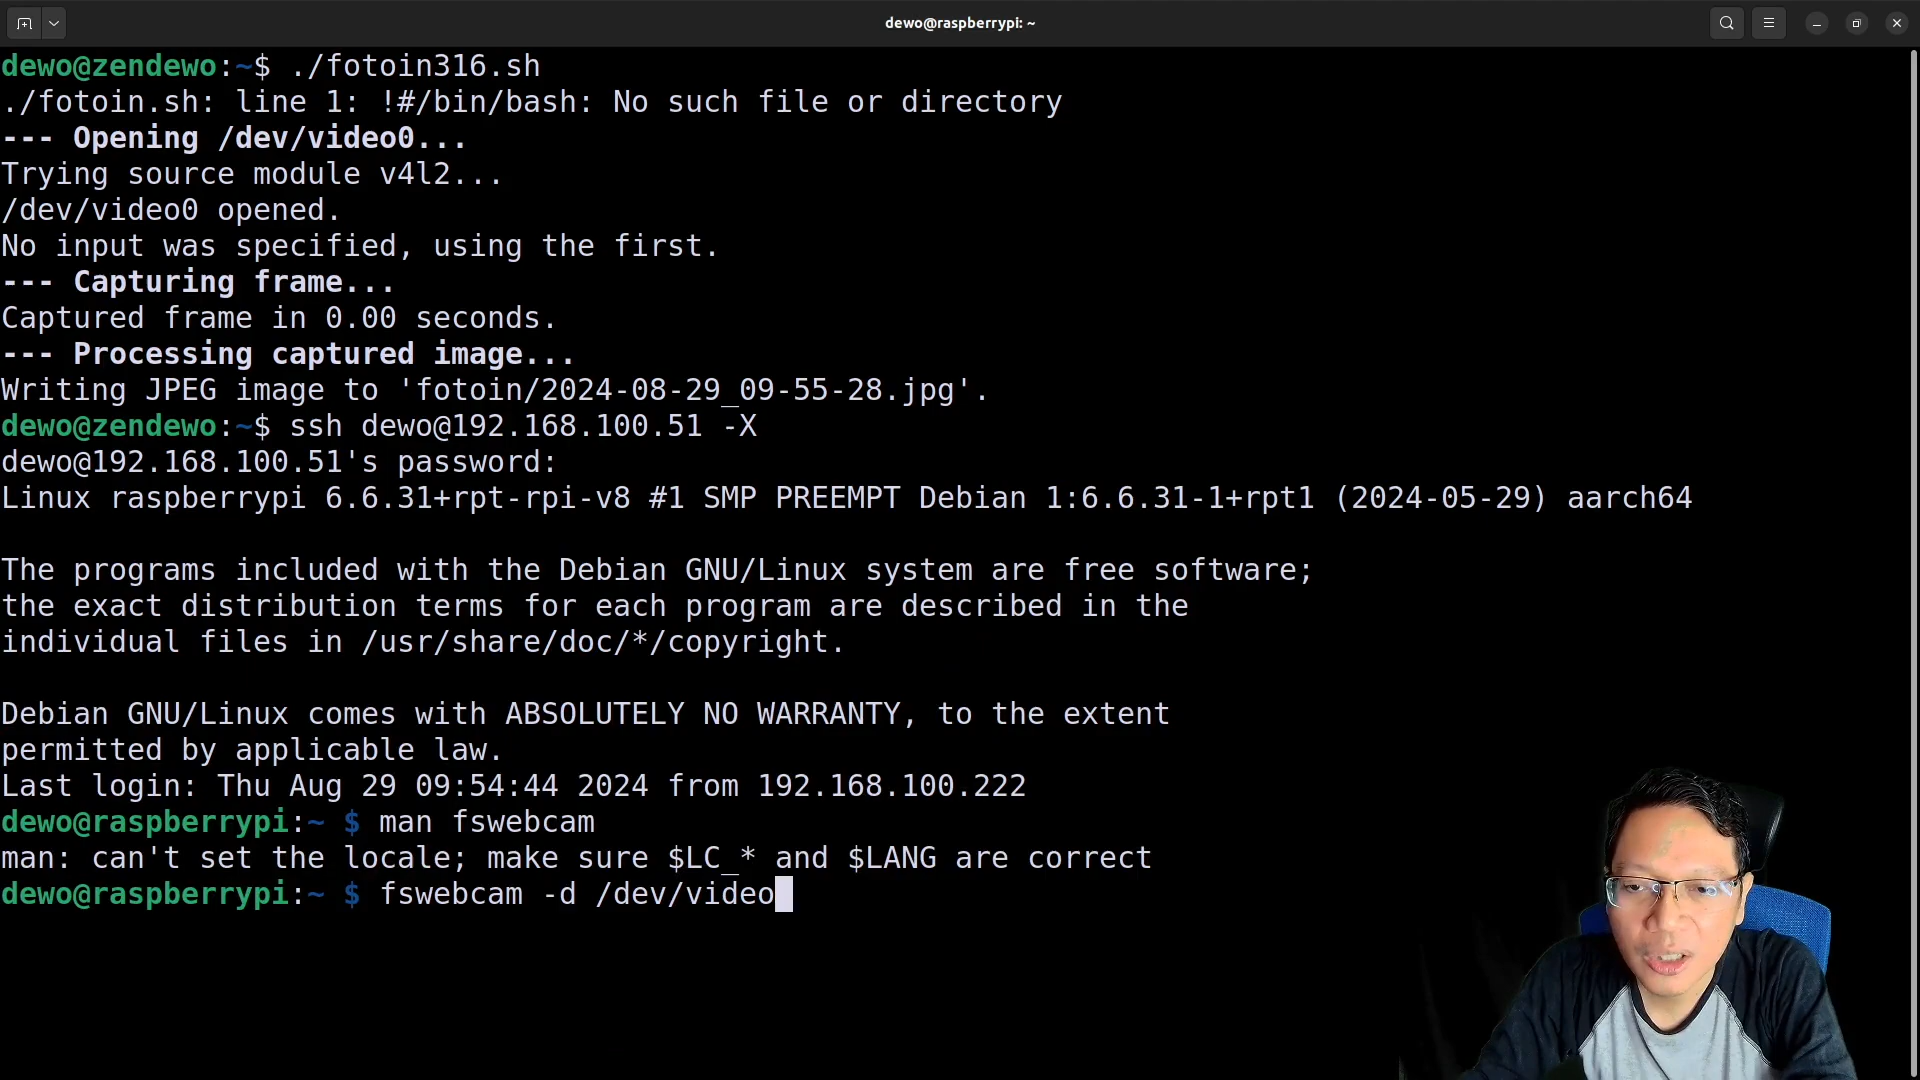 dewo@raspberrypi: ~
dewo@zendewo:~$ ./fotoin316.sh
./fotoin.sh: line 1: !#/bin/bash: No such file or directory
--- Opening /dev/video0...
Trying source module v4l2...
/dev/video0 opened.
No input was specified, using the first.
--- Capturing frame...
Captured frame in 0.00 seconds.
--- Processing captured image...
Writing JPEG image to 'fotoin/2024-08-29_09-55-28.jpg'.
dewo@zendewo:~$ ssh dewo@192.168.100.51 -X
dewo@192.168.100.51's password:
Linux raspberrypi 6.6.31+rpt-rpi-v8 #1 SMP PREEMPT Debian 1:6.6.31-1+rpt1 (2024-05-29) aarch64
The programs included with the Debian GNU/Linux system are free software;
the exact distribution terms for each program are described in the
individual files in /usr/share/doc/*/copyright.
Debian GNU/Linux comes with ABSOLUTELY NO WARRANTY, to the extent
permitted by applicable law.
Last login: Thu Aug 29 09:54:44 2024 from 192.168.100.222
dewo@raspberrypi:~ $ man fswebcam
man: can't set the locale; make sure $LC_* and $LANG are correct
dewo@raspberrypi:~ $ fswebcam -d /dev/video